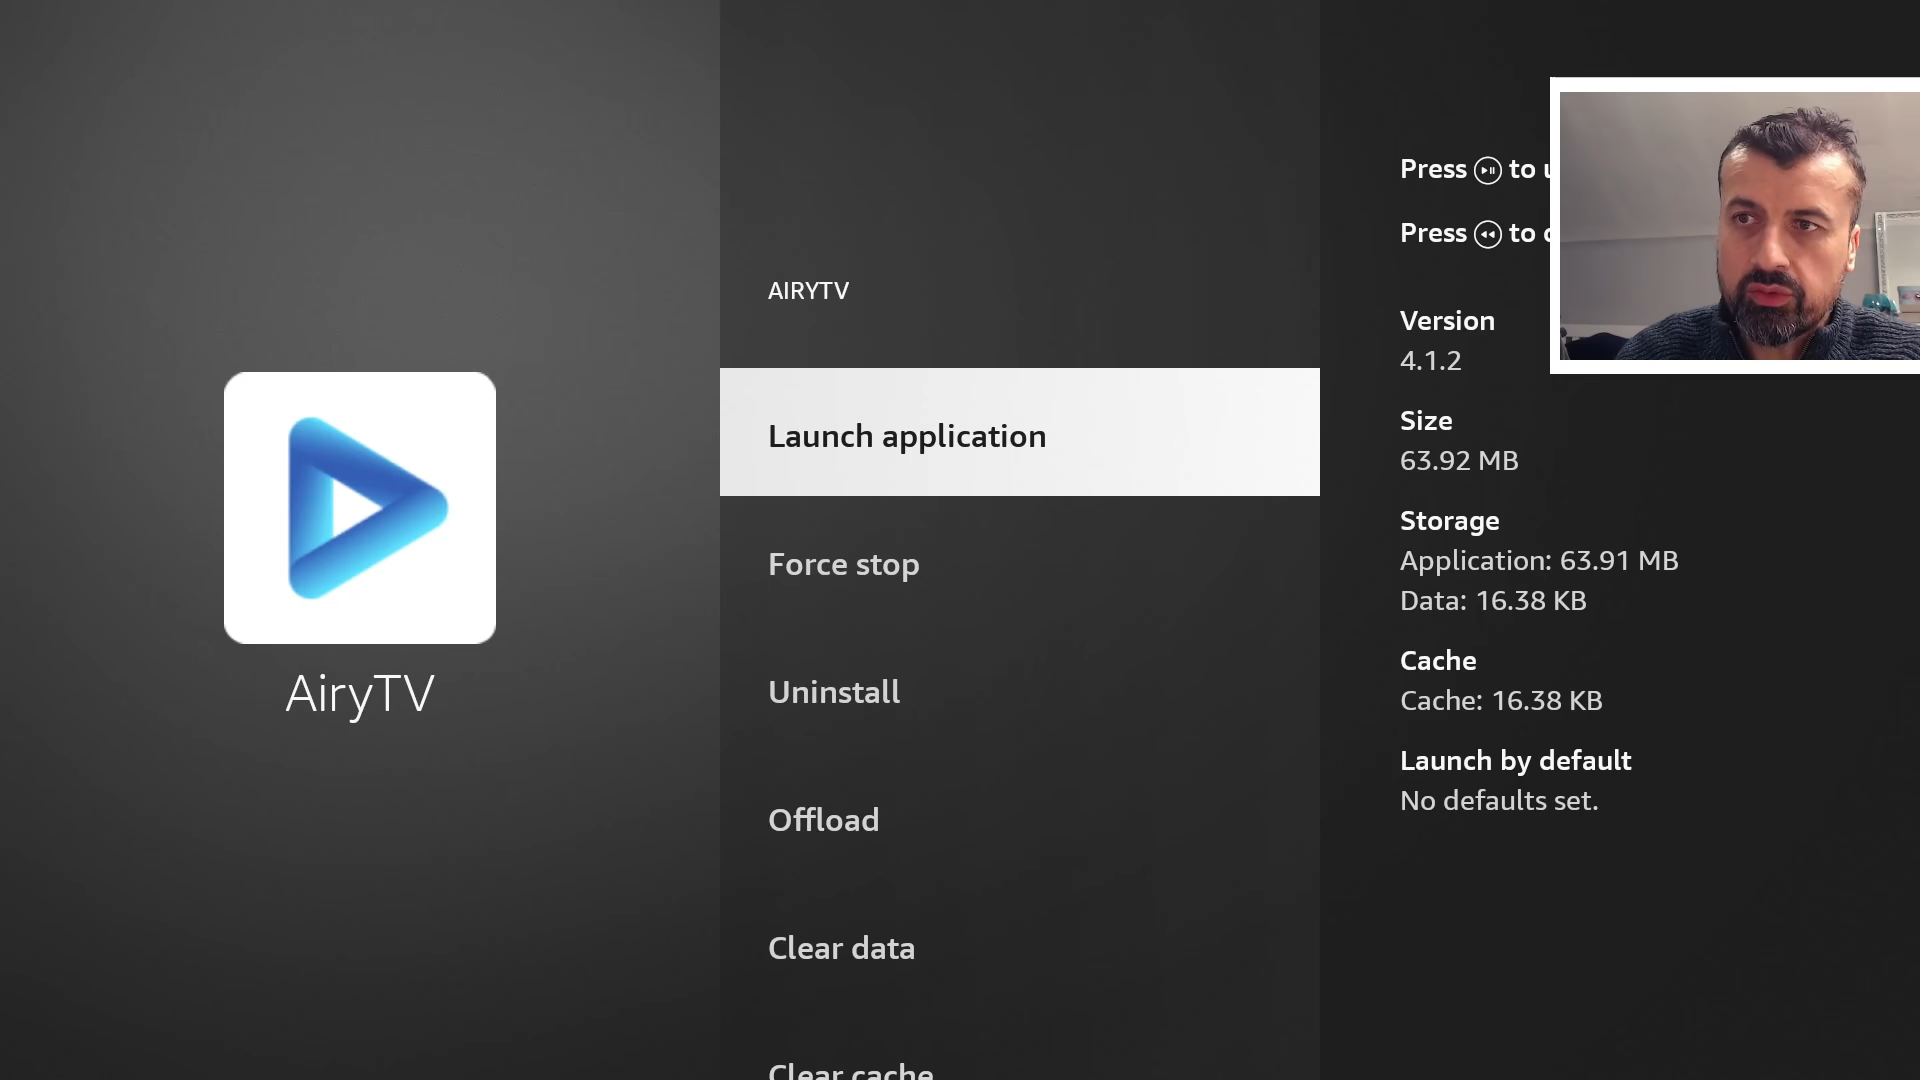 AiryTV
AIRYTV
Launch application
Force stop
Uninstall
Offload
Clear data
Clear cache
Press to
Press to
Version
4.1.2
Size
63.92 MB
Storage
Application: 63.91 MB
Data: 16.38 KB
Cache
Cache: 16.38 KB
Launch by default
No defaults set.